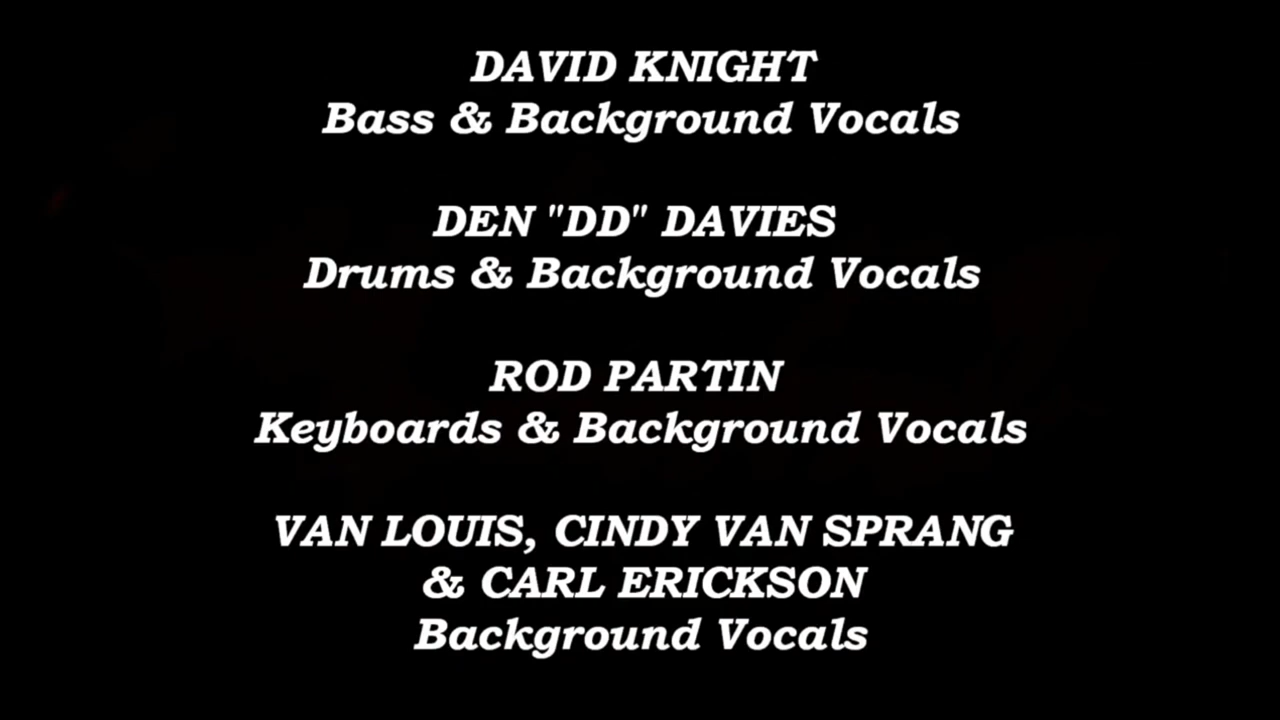 DAVID KNIGHT
Bass & Background Vocals
DEN "DD" DAVIES
Drums & Background Vocals
ROD PARTIN
Keyboards & Background Vocals
VAN LOUIS, CINDY VAN SPRANG
& CARL ERICKSON
Background Vocals